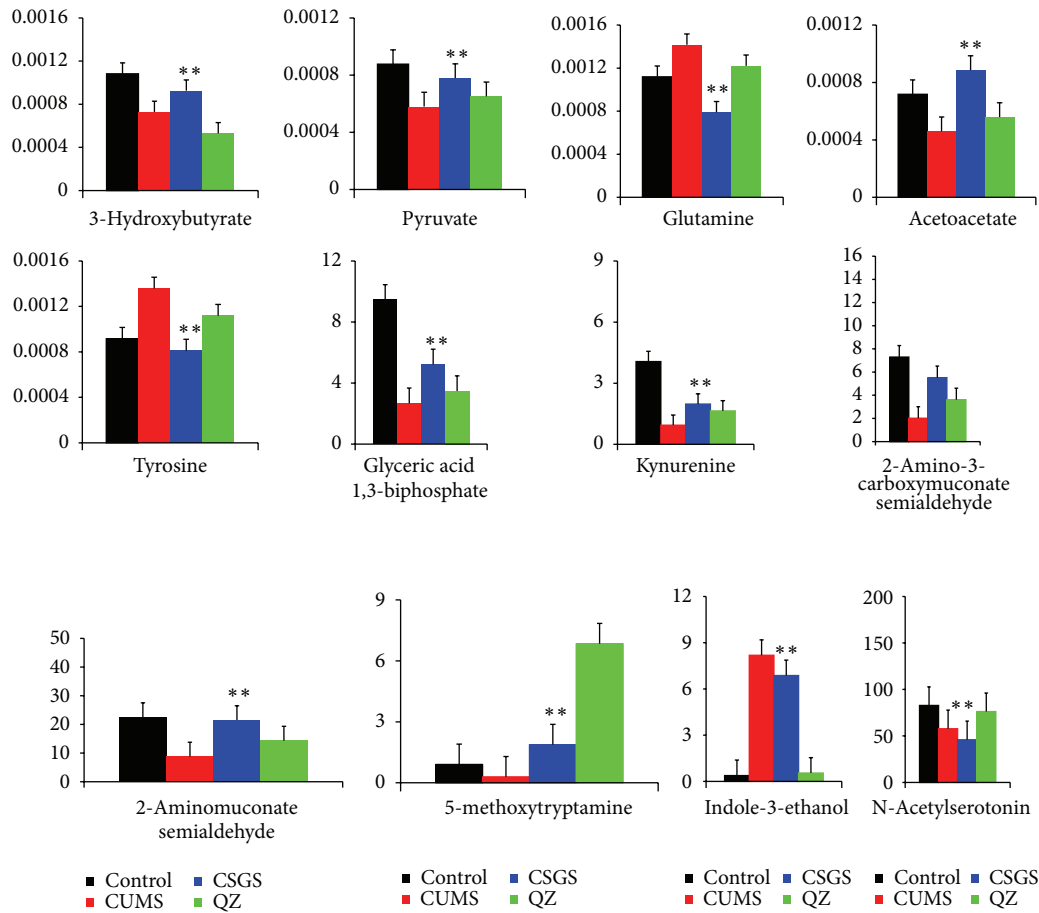 0.0016
0.0012
0.0008
0.0004
0
**
3-Hydroxybutyrate
0.0012
0.0008
0.0004
0
**
Pyruvate
0.0016
0.0012
0.0008
0.0004
0
**
Glutamine
0.0012
0.0008
0.0004
0
**
Acetoacetate
0.0016
0.0012
0.0008
0.0004
0
**
Tyrosine
12
8
4
0
**
Glyceric acid
1,3-biphosphate
9
6
3
0
**
Kynurenine
16
14
12
10
8
6
4
2
0
2-Amino-3-
carboxymuconate
semialdehyde
50
40
30
20
10
0
**
2-Aminomuconate
semialdehyde
9
6
3
0
**
5-methoxytryptamine
12
9
6
3
0
**
Indole-3-ethanol
200
150
100
50
0
**
N-Acetylserotonin
Control CSGS
CUMS QZ
Control CSGS
CUMS QZ
Control CSGS
CUMS QZ
Control CSGS
CUMS QZ